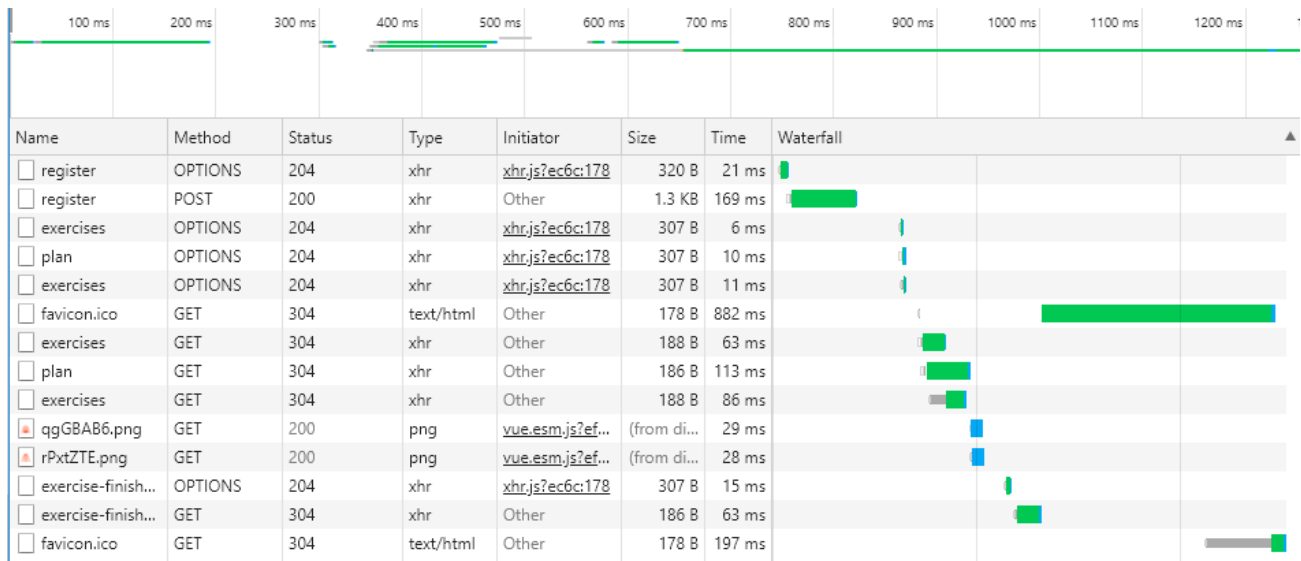 100 ms 200 ms 300 ms 400 ms 500 ms 600 ms 700 ms 800 ms 900 ms 1000 ms 1100 ms 1200 ms 1
Name Method Status Type Initiator Size Time Waterfall
register OPTIONS 204 xhr xhr.js?ec6c:178 320 B 21 ms
register POST 200 xhr Other 1.3 KB 169 ms
exercises OPTIONS 204 xhr xhr.js?ec6c:178 307 B 6 ms
plan OPTIONS 204 xhr xhr.js?ec6c:178 307 B 10 ms
exercises OPTIONS 204 xhr xhr.js?ec6c:178 307 B 11 ms
favicon.ico GET 304 text/html Other 178 B 882 ms
exercises GET 304 xhr Other 188 B 63 ms
plan GET 304 xhr Other 186 B 113 ms
exercises GET 304 xhr Other 188 B 86 ms
qgGBAB6.png GET 200 png vue.esm.js?ef... (from di... 29 ms
rPxtZTE.png GET 200 png vue.esm.js?ef... (from di... 28 ms
exercise-finish... OPTIONS 204 xhr xhr.js?ec6c:178 307 B 15 ms
exercise-finish... GET 304 xhr Other 186 B 63 ms
favicon.ico GET 304 text/html Other 178 B 197 ms